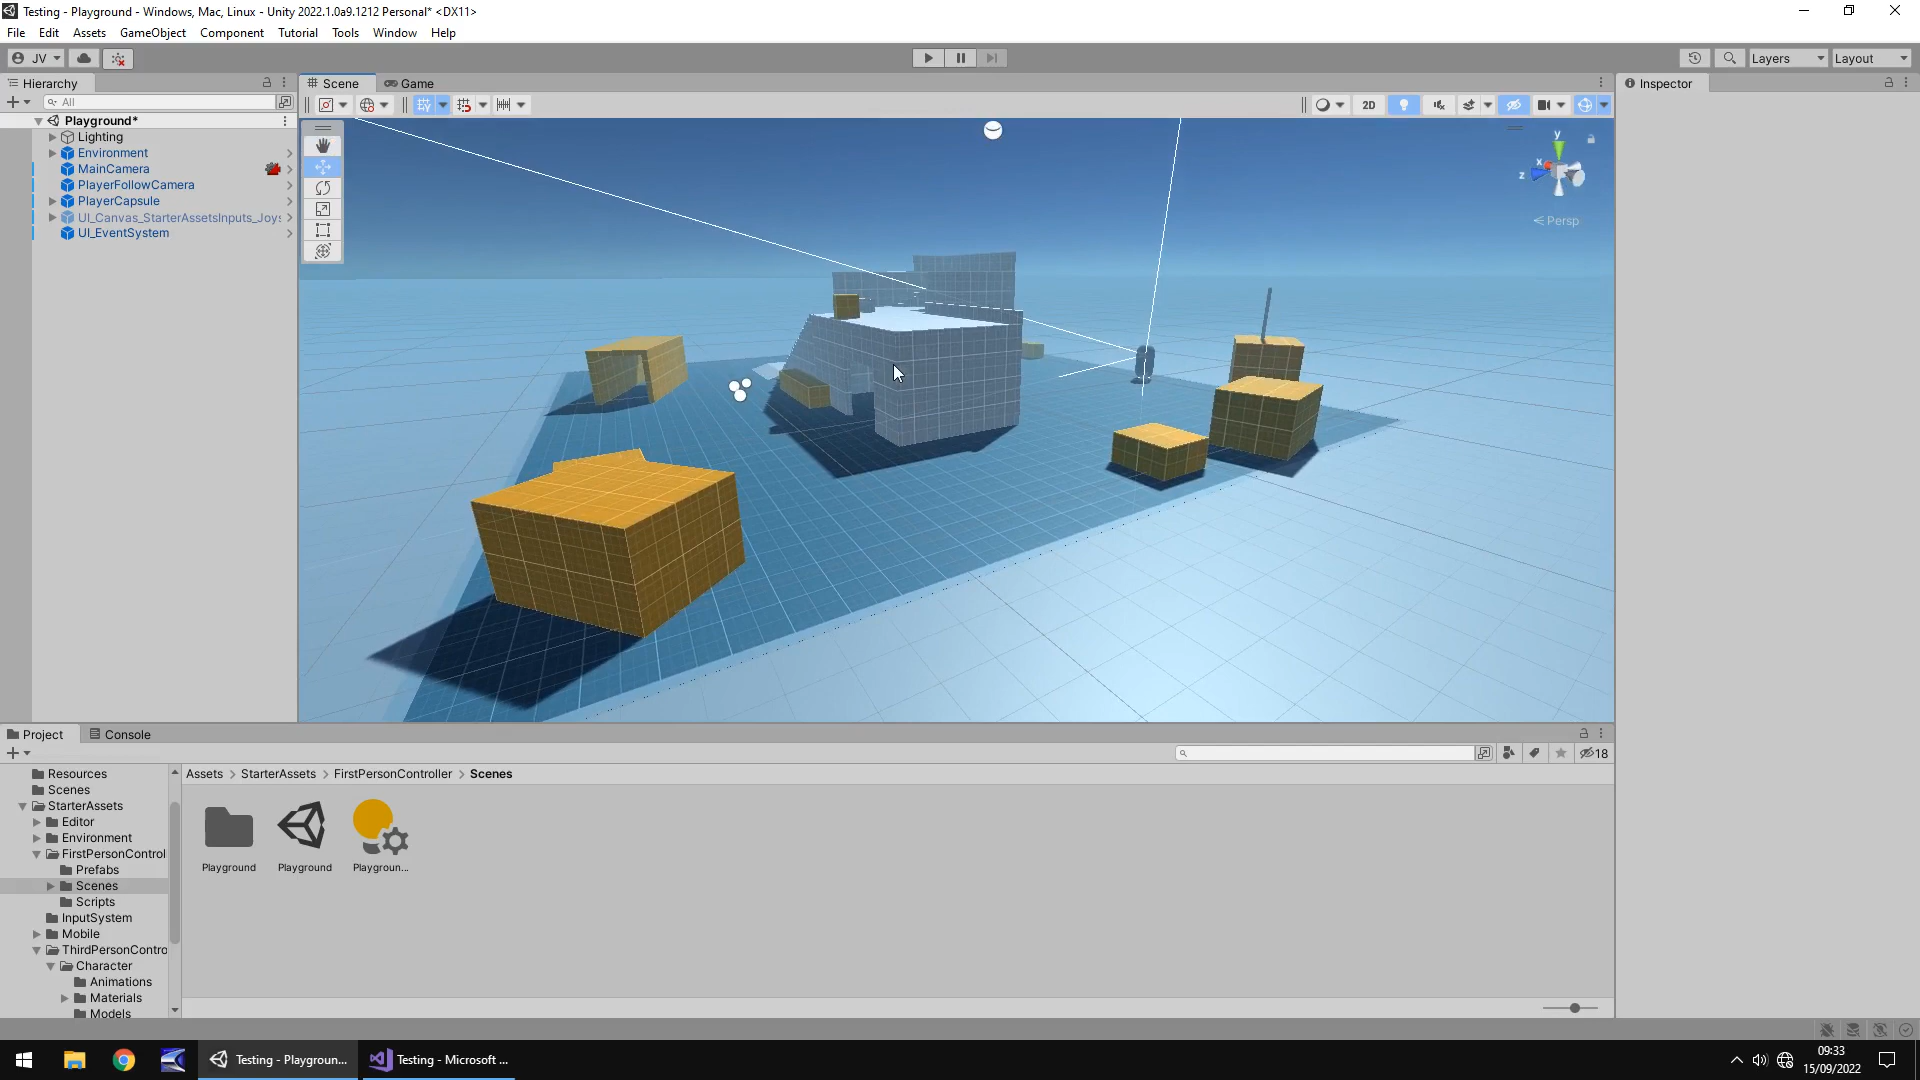 Testing - Playground - Windows, Mac, Linux - Unity 2022.1.0a9.1212 Personal* <DX11>
File Edit Assets GameObject Component Tutorial Tools Window Help
JV Layers Layout
Hierarchy Scene Game Inspector
All 2D
Playground*
Lighting
Environment
MainCamera
PlayerFollowCamera
PlayerCapsule
UI_Canvas_StarterAssetsInputs_Joys
UI_EventSystem
y
x
z
Persp
Project Console
18
Assets > StarterAssets > FirstPersonController > Scenes
Resources
Scenes
StarterAssets
Editor
Environment
FirstPersonControl
Prefabs
Scenes
Scripts
InputSystem
Mobile
ThirdPersonContro
Character
Animations
Materials
Models
Playground Playground Playgroun...
Testing - Playgroun... Testing - Microsoft ...
09:33
15/09/2022